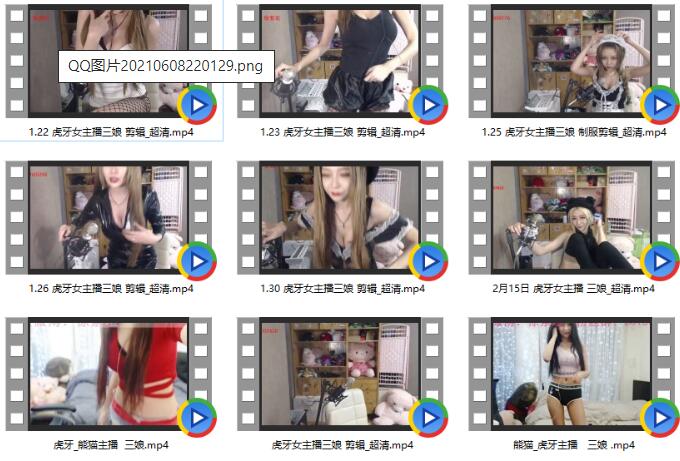 QQ图片20210608220129.png
1.22 虎牙女主播三娘 剪辑_超清.mp4
1.23 虎牙女主播三娘 剪辑_超清.mp4
1.25 虎牙女主播三娘 制服剪辑_超清.mp4
1.26 虎牙女主播三娘 剪辑_超清.mp4
1.30 虎牙女主播三娘 剪辑_超清.mp4
2月15日 虎牙女主播 三娘_超清.mp4
虎牙_熊猫主播 三娘.mp4
虎牙女主播三娘 剪辑_超清.mp4
熊猫_虎牙主播 三娘 .mp4